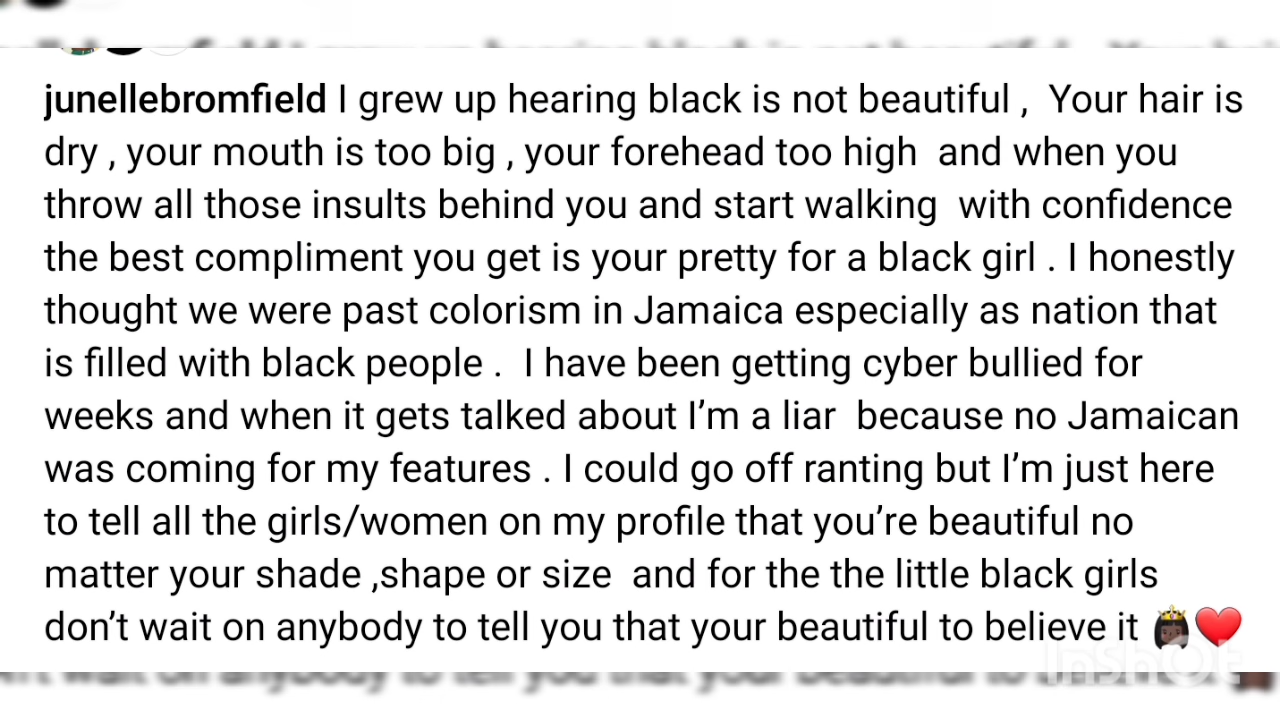 junellebromfield I grew up hearing black is not beautiful ,  Your hair is
dry , your mouth is too big , your forehead too high  and when you
throw all those insults behind you and start walking  with confidence
the best compliment you get is your pretty for a black girl . I honestly
thought we were past colorism in Jamaica especially as nation that
is filled with black people .  I have been getting cyber bullied for
weeks and when it gets talked about I’m a liar  because no Jamaican
was coming for my features . I could go off ranting but I’m just here
to tell all the girls/women on my profile that you’re beautiful no
matter your shade ,shape or size  and for the the little black girls
don’t wait on anybody to tell you that your beautiful to believe it 👸🏿❤️
InShOt